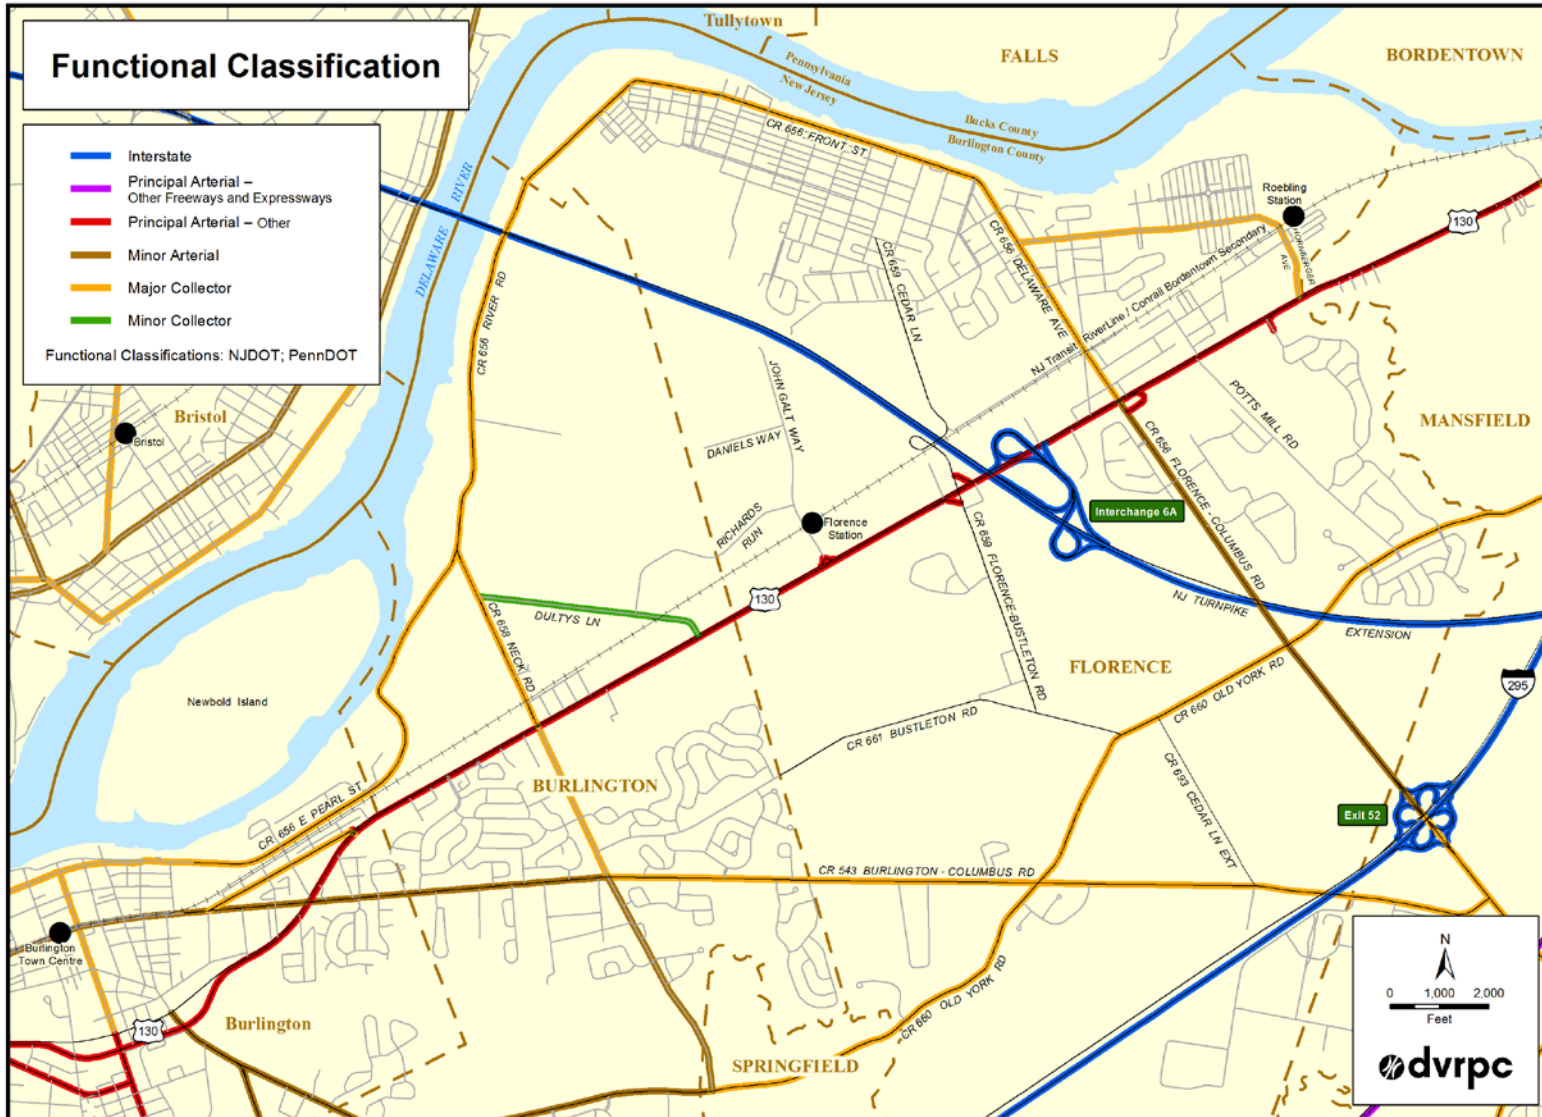 Functional Classification
Interstate
Principal Arterial –
Other Freeways and Expressways
Principal Arterial – Other
Minor Arterial
Major Collector
Minor Collector
Functional Classifications: NJDOT; PennDOT
Tullytown
FALLS
BORDENTOWN
Pennsylvania
New Jersey
Bucks County
Burlington County
CR 656 FRONT ST
DELAWARE RIVER
Roebling
Station
130
HORNBERGER
AVE
CR 656 DELAWARE AVE
CR 659 CEDAR LN
NJ Transit RiverLine / Conrail Bordentown Secondary
CR 656 RIVER RD
JOHN GALT WAY
DANIELS WAY
POTTS MILL RD
MANSFIELD
Bristol
Bristol
CR 656 FLORENCE - COLUMBUS RD
Interchange 6A
RICHARDS
RUN
Florence
Station
CR 659 FLORENCE-BUSTLETON RD
130
NJ TURNPIKE
EXTENSION
DULTYS LN
CR 658 NECK RD
FLORENCE
295
CR 660 OLD YORK RD
Newbold Island
CR 661 BUSTLETON RD
CR 693 CEDAR LN EXT
BURLINGTON
CR 656 E PEARL ST
Exit 52
CR 543 BURLINGTON - COLUMBUS RD
Burlington
Town Centre
CR 660 OLD YORK RD
130
Burlington
SPRINGFIELD
N
0 1,000 2,000
Feet
dvrpc